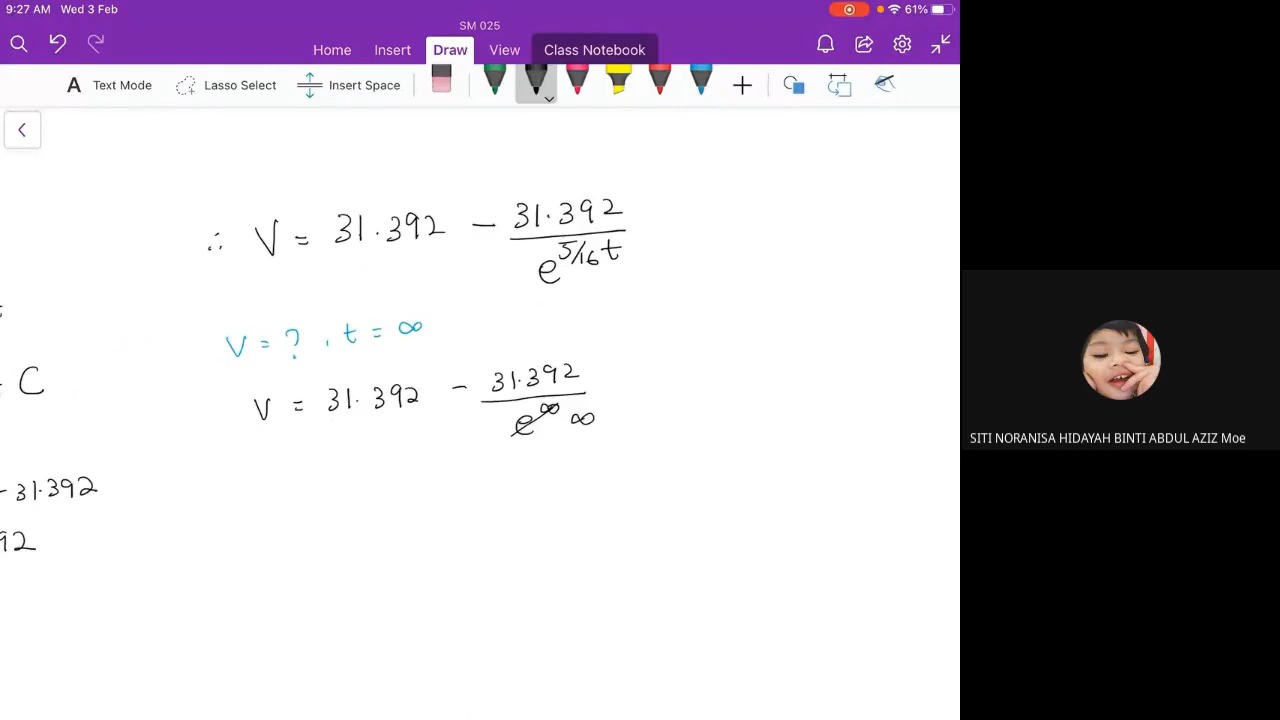 9:27 AM Wed 3 Feb
61%
SM 025
Home Insert Draw View Class Notebook
A Text Mode Lasso Select Insert Space
∴ V = 31.392 - 31.392 / e^(5/16 t)
V = ? , t = ∞
V = 31.392 - 31.392 / e^∞ ∞
= C
- 31.392
92
SITI NORANISA HIDAYAH BINTI ABDUL AZIZ Moe